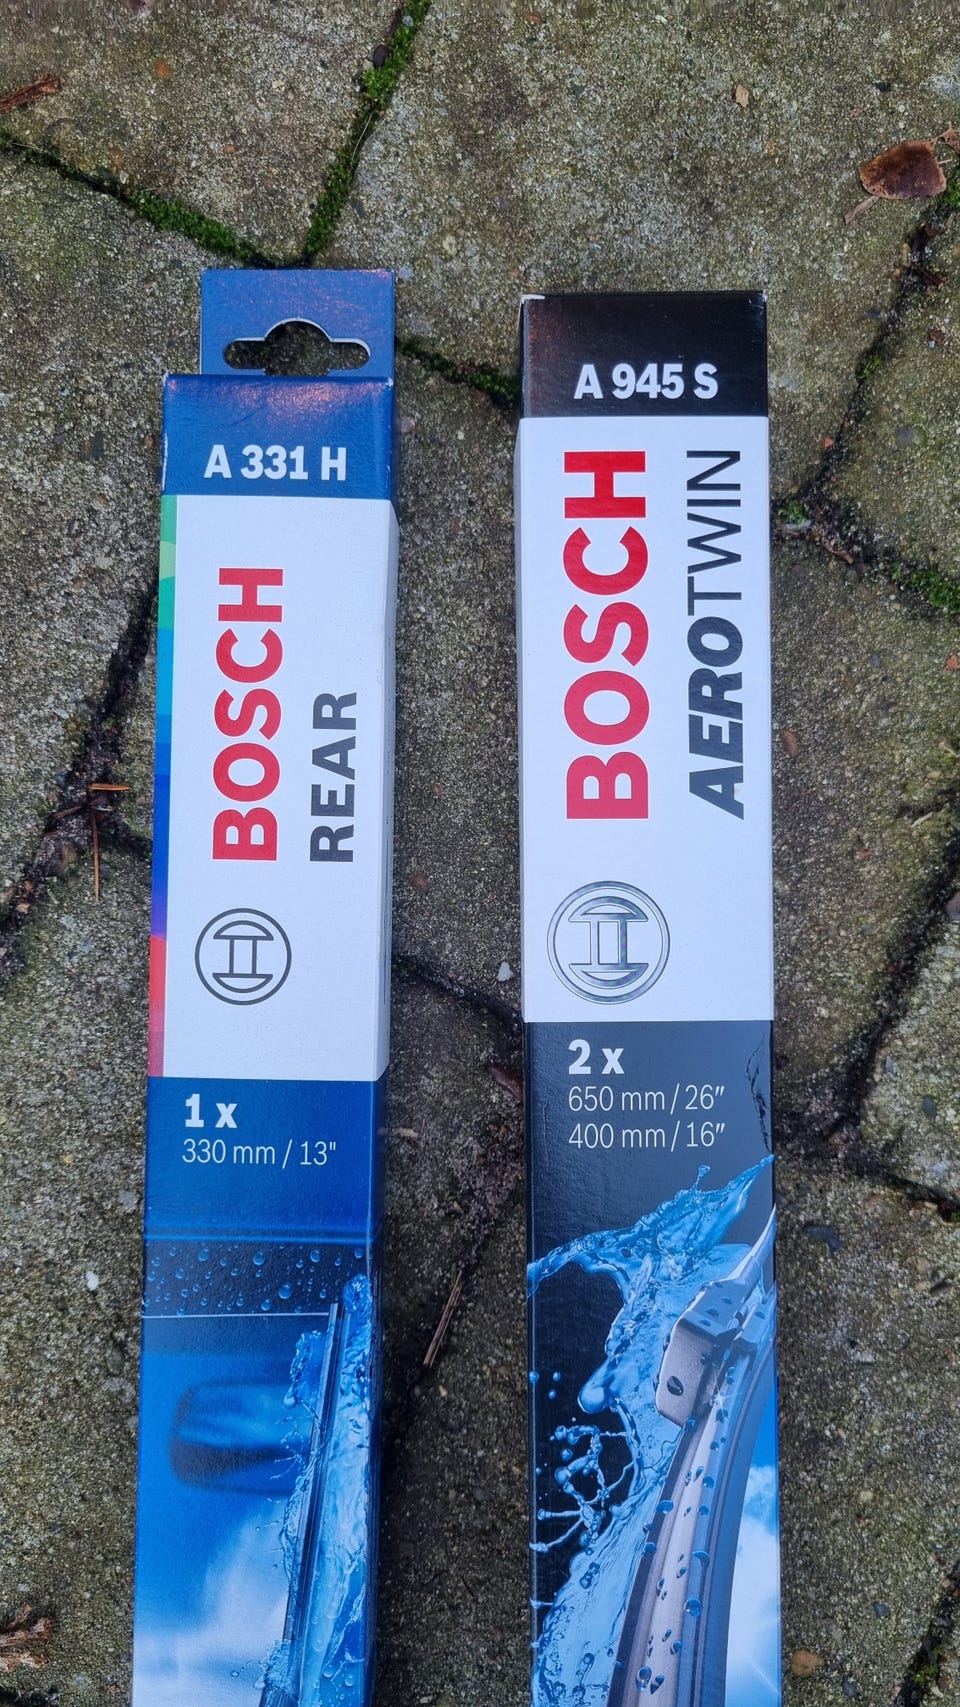 A 331 H
BOSCH
REAR
1 x
330 mm / 13"
A 945 S
BOSCH
AEROTWIN
2 x
650 mm / 26"
400 mm / 16"